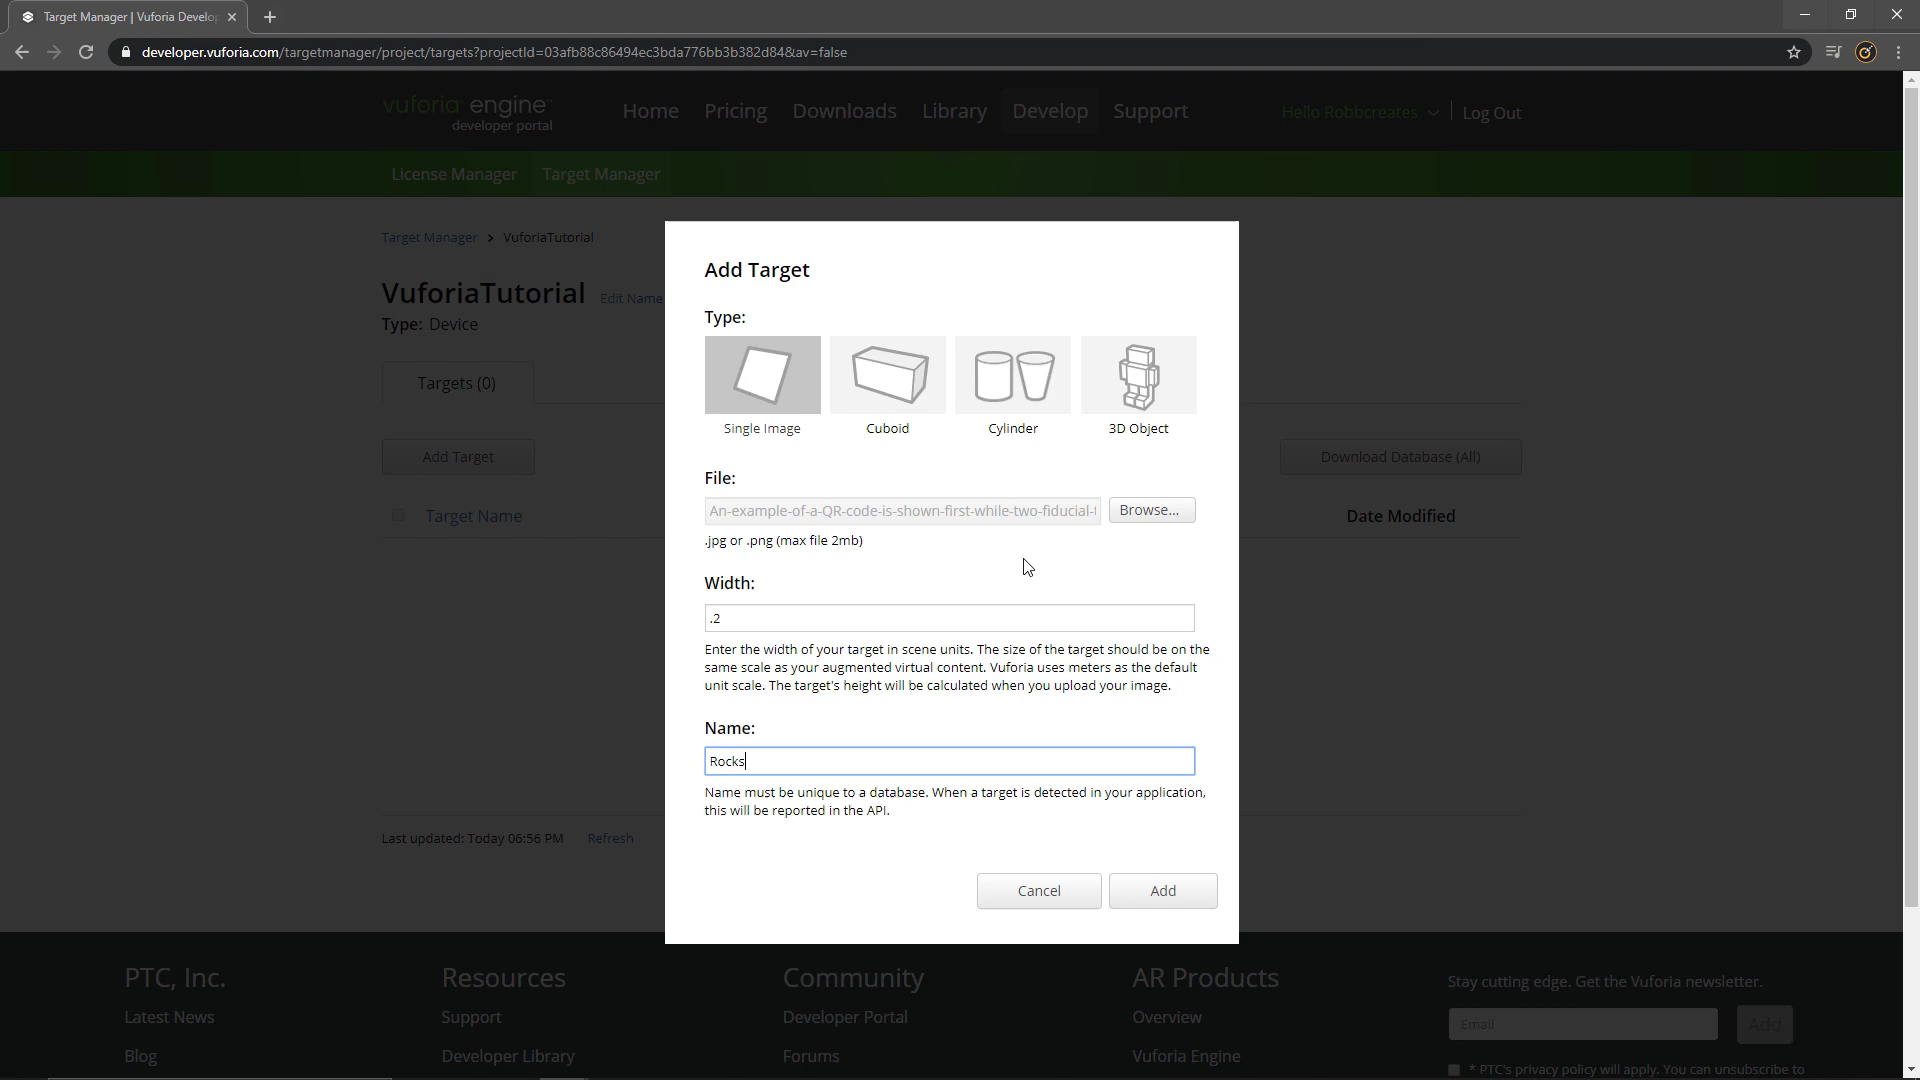 Target Manager | Vuforia Develo
developer.vuforia.com/targetmanager/project/targets?projectId=03afb88c86494ec3bda776bb3b382d84&av=false
vuforia engine
developer portal
Home Pricing Downloads Library Develop Support
Hello Robbcreates Log Out
License Manager Target Manager
Target Manager > VuforiaTutorial
VuforiaTutorial Edit Name
Type: Device
Targets (0)
Add Target
Download Database (All)
Target Name
Date Modified
Last updated: Today 06:56 PM Refresh
Add Target
Type:
Single Image Cuboid Cylinder 3D Object
File:
An-example-of-a-QR-code-is-shown-first-while-two-fiducial-
Browse...
.jpg or .png (max file 2mb)
Width:
.2
Enter the width of your target in scene units. The size of the target should be on the
same scale as your augmented virtual content. Vuforia uses meters as the default
unit scale. The target's height will be calculated when you upload your image.
Name:
Rocks
Name must be unique to a database. When a target is detected in your application,
this will be reported in the API.
Cancel Add
PTC, Inc. Resources Community AR Products
Latest News Support Developer Portal Overview
Blog Developer Library Forums Vuforia Engine
Stay cutting edge. Get the Vuforia newsletter.
Email Add
* PTC's privacy policy will apply. You can unsubscribe to